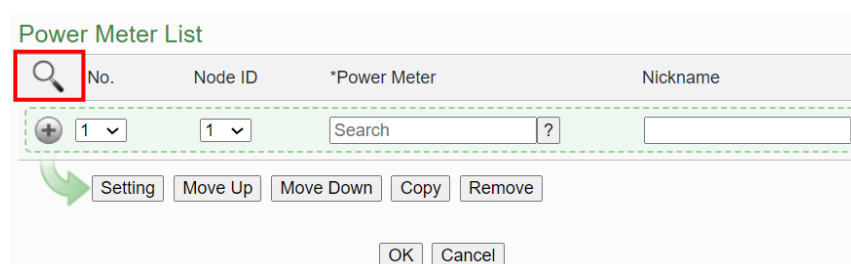 Power Meter List
No. Node ID *Power Meter Nickname
1 1 Search ?
Setting Move Up Move Down Copy Remove
OK Cancel